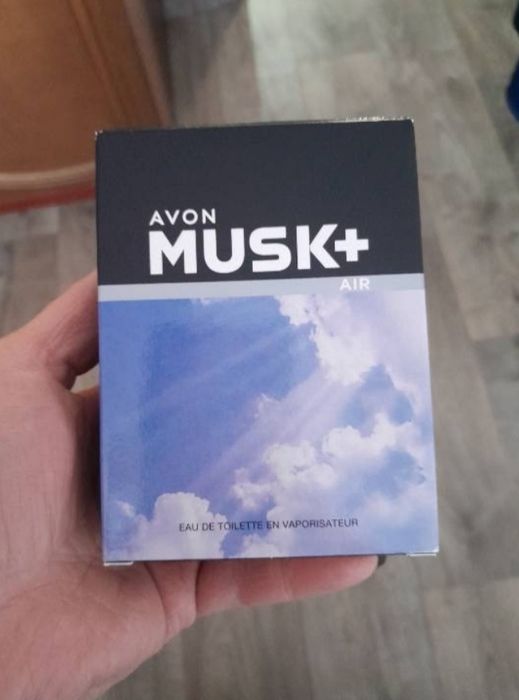 AVON
MUSK+
AIR
EAU DE TOILETTE EN VAPORISATEUR